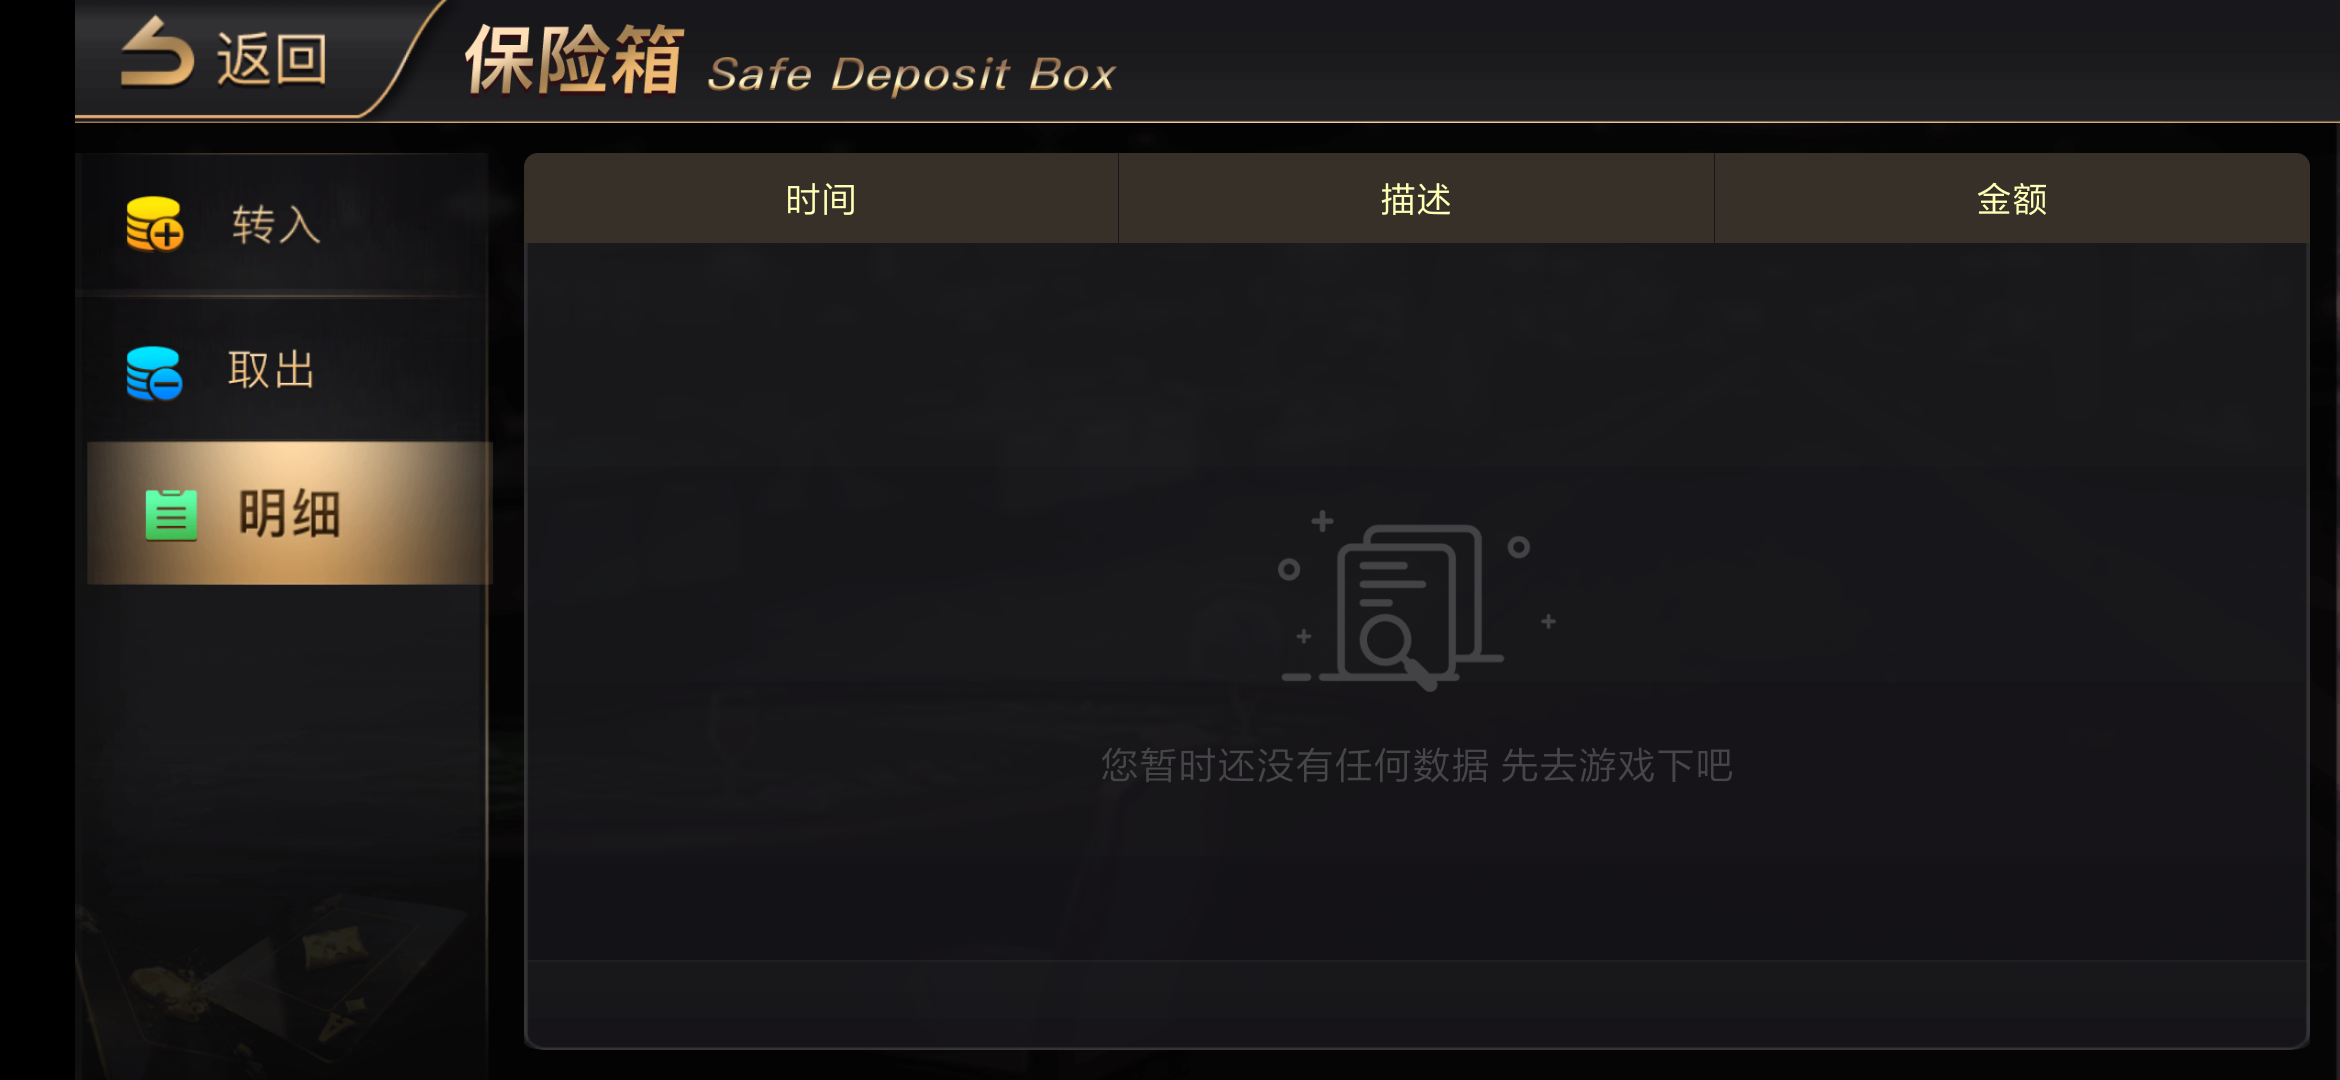 返回
保险箱 Safe Deposit Box
转入
取出
明细
时间 描述 金额
您暂时还没有任何数据 先去游戏下吧